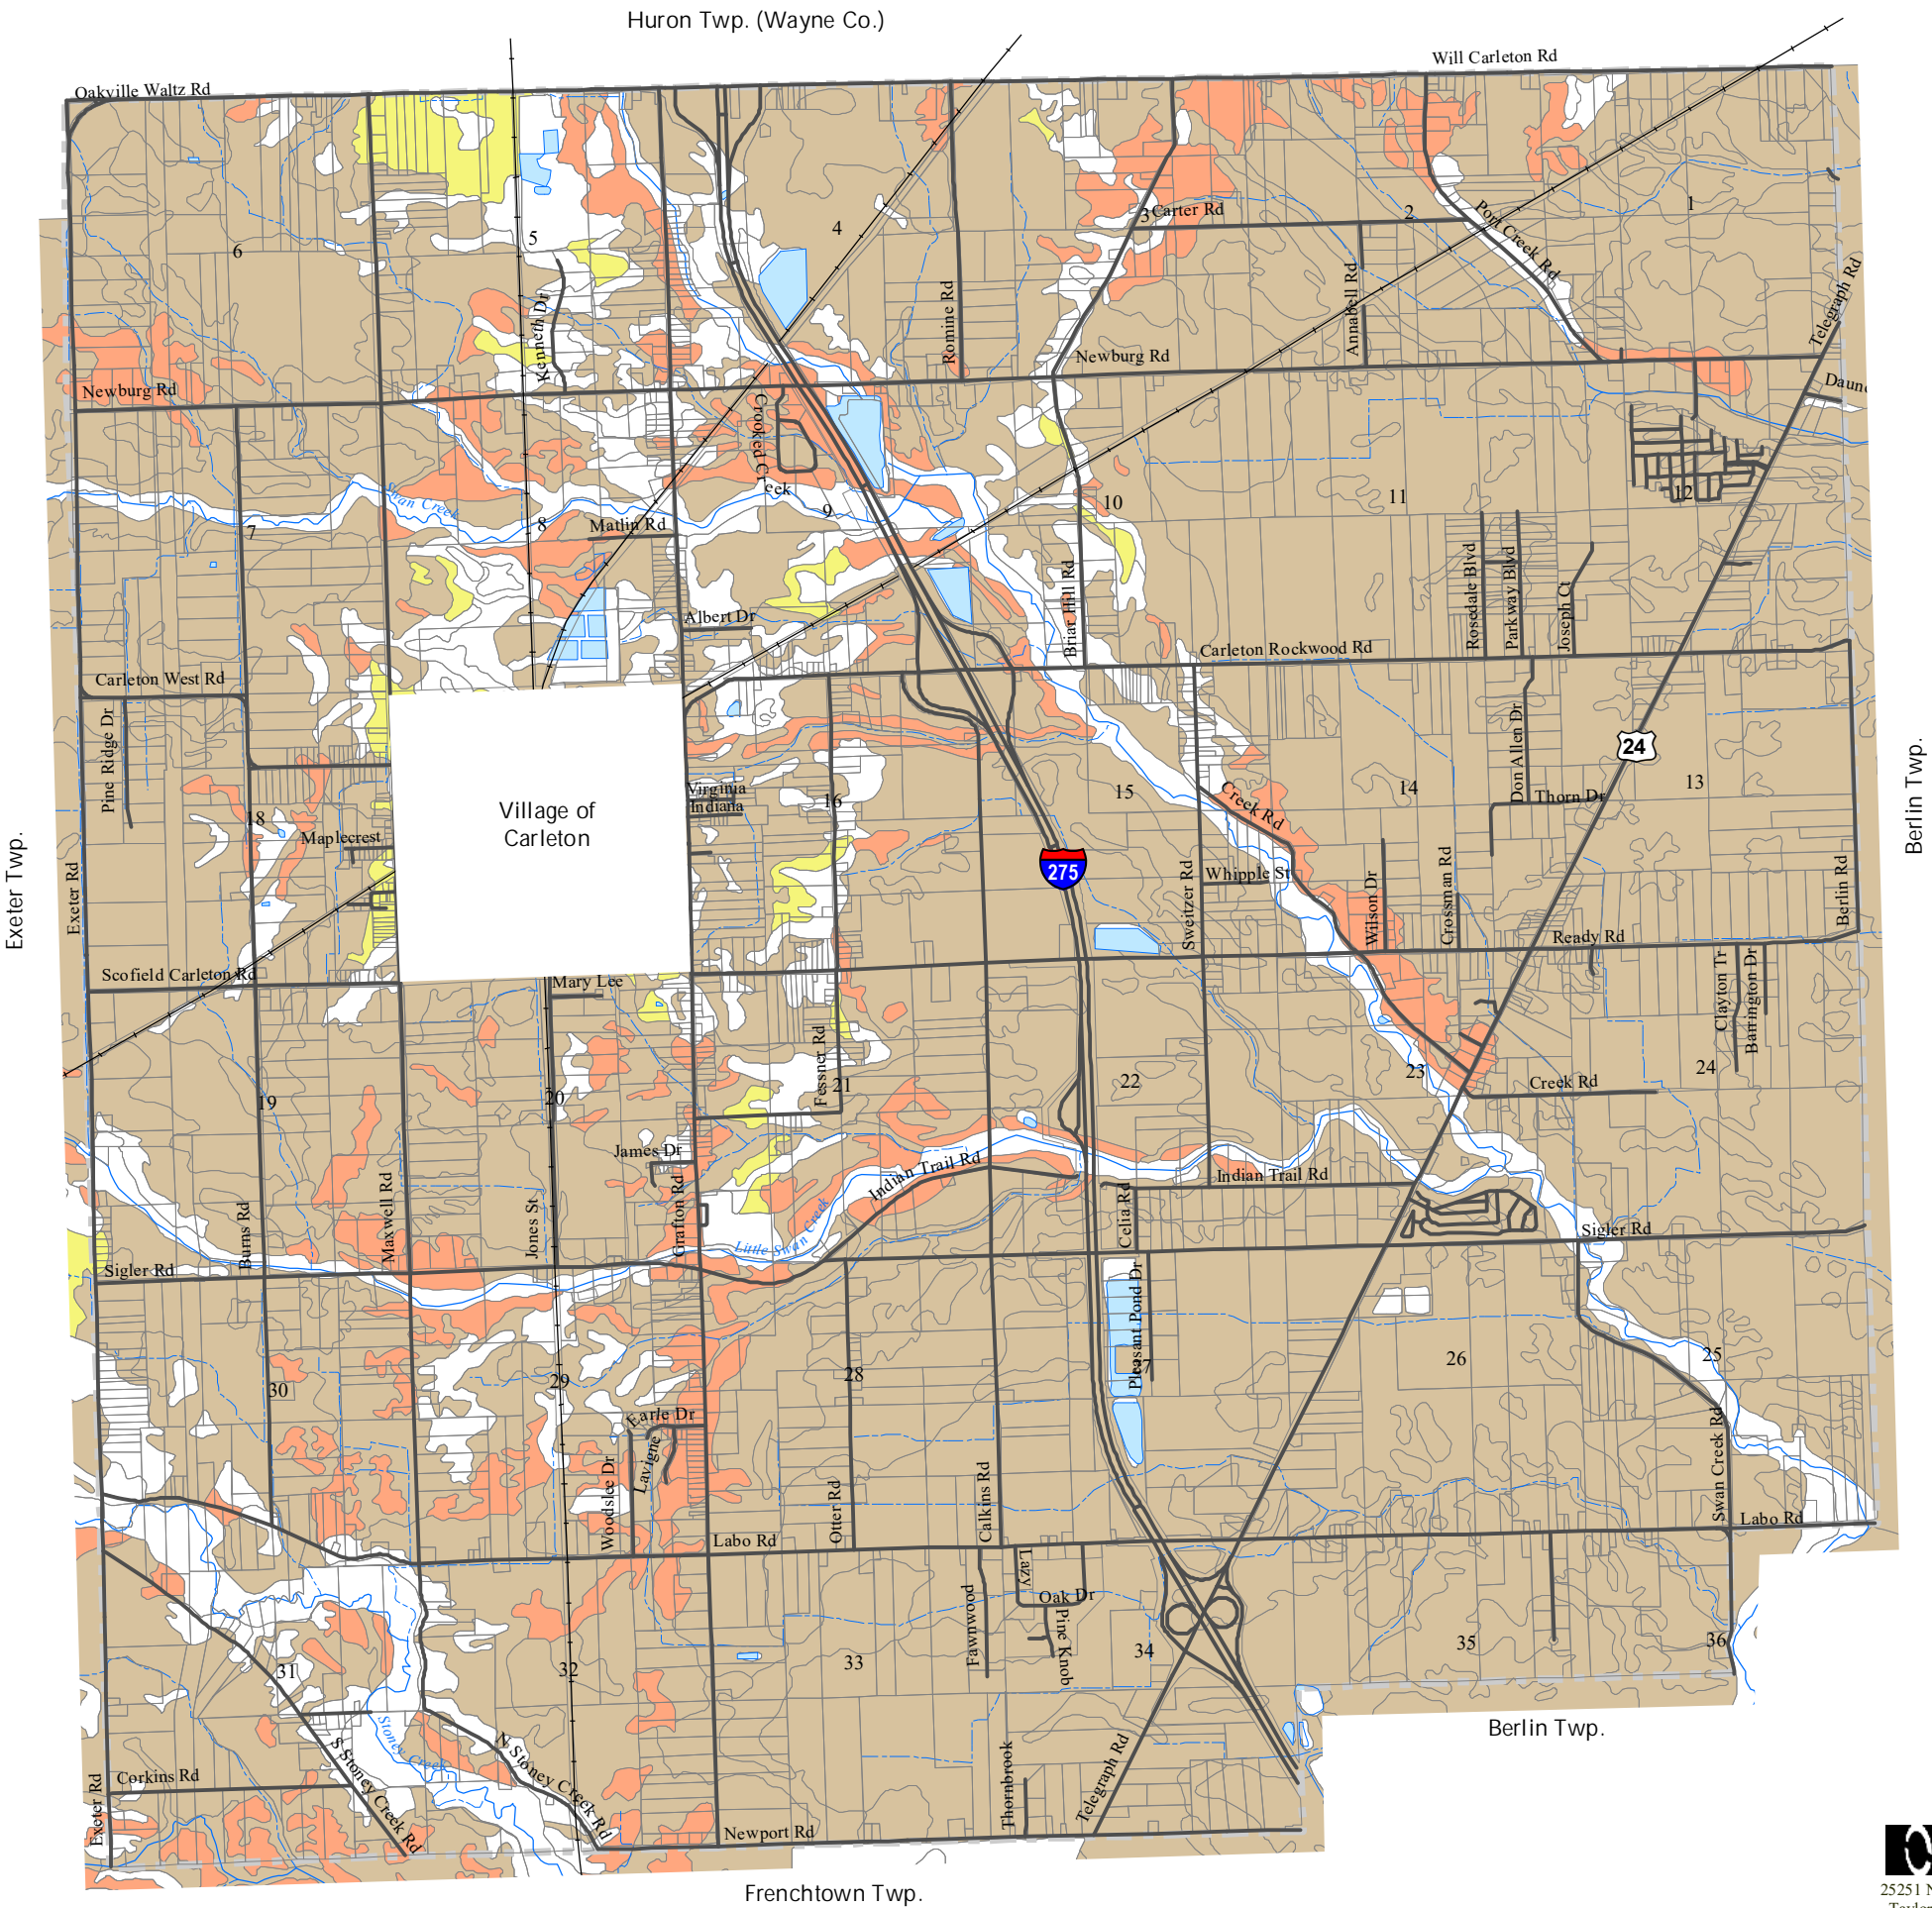 Huron Twp. (Wayne Co.)
Will Carleton Rd
Oakville Waltz Rd
Port Creek Rd
Carter Rd
3
2
1
4
5
6
Telegraph Rd
Annabell Rd
Romine Rd
Kenneth Dr
Newburg Rd
Newburg Rd
Crooked Creek
Swan Creek
12
11
10
9
8
7
Matlin Rd
Rosedale Blvd
Parkway Blvd
Joseph Ct
Briar Hill Rd
Albert Dr
Carleton Rockwood Rd
Carleton West Rd
Pine Ridge Dr
Don Allen Dr
24
Berlin Twp.
Exeter Twp.
Village of
Carleton
Virginia
Indiana
16
15
14
13
18
Creek Rd
Thorn Dr
Maplecrest
275
Whipple St
Sweitzer Rd
Wilson Dr
Crossman Rd
Berlin Rd
Exeter Rd
Ready Rd
Scofield Carleton Rd
Mary Lee
Clayton Tr
Barrington Dr
Fessner Rd
19
20
21
22
23
24
Creek Rd
James Dr
Indian Trail Rd
Indian Trail Rd
Burns Rd
Maxwell Rd
Jones St
Grafton Rd
Little Swan Creek
Celia Rd
Sigler Rd
Sigler Rd
Pleasant Pond Dr
30
29
28
26
25
Earle Dr
Lavigne
Woodslee Dr
Otter Rd
Calkins Rd
Swan Creek Rd
Labo Rd
Labo Rd
Lazy
Oak Dr
Fawnwood
Pine Knob
31
32
33
34
35
36
Stoney Creek
S Stoney Creek Rd
N Stoney Creek Rd
Berlin Twp.
Corkins Rd
Exeter Rd
Thornbrook
Telegraph Rd
Newport Rd
Frenchtown Twp.
25251 N